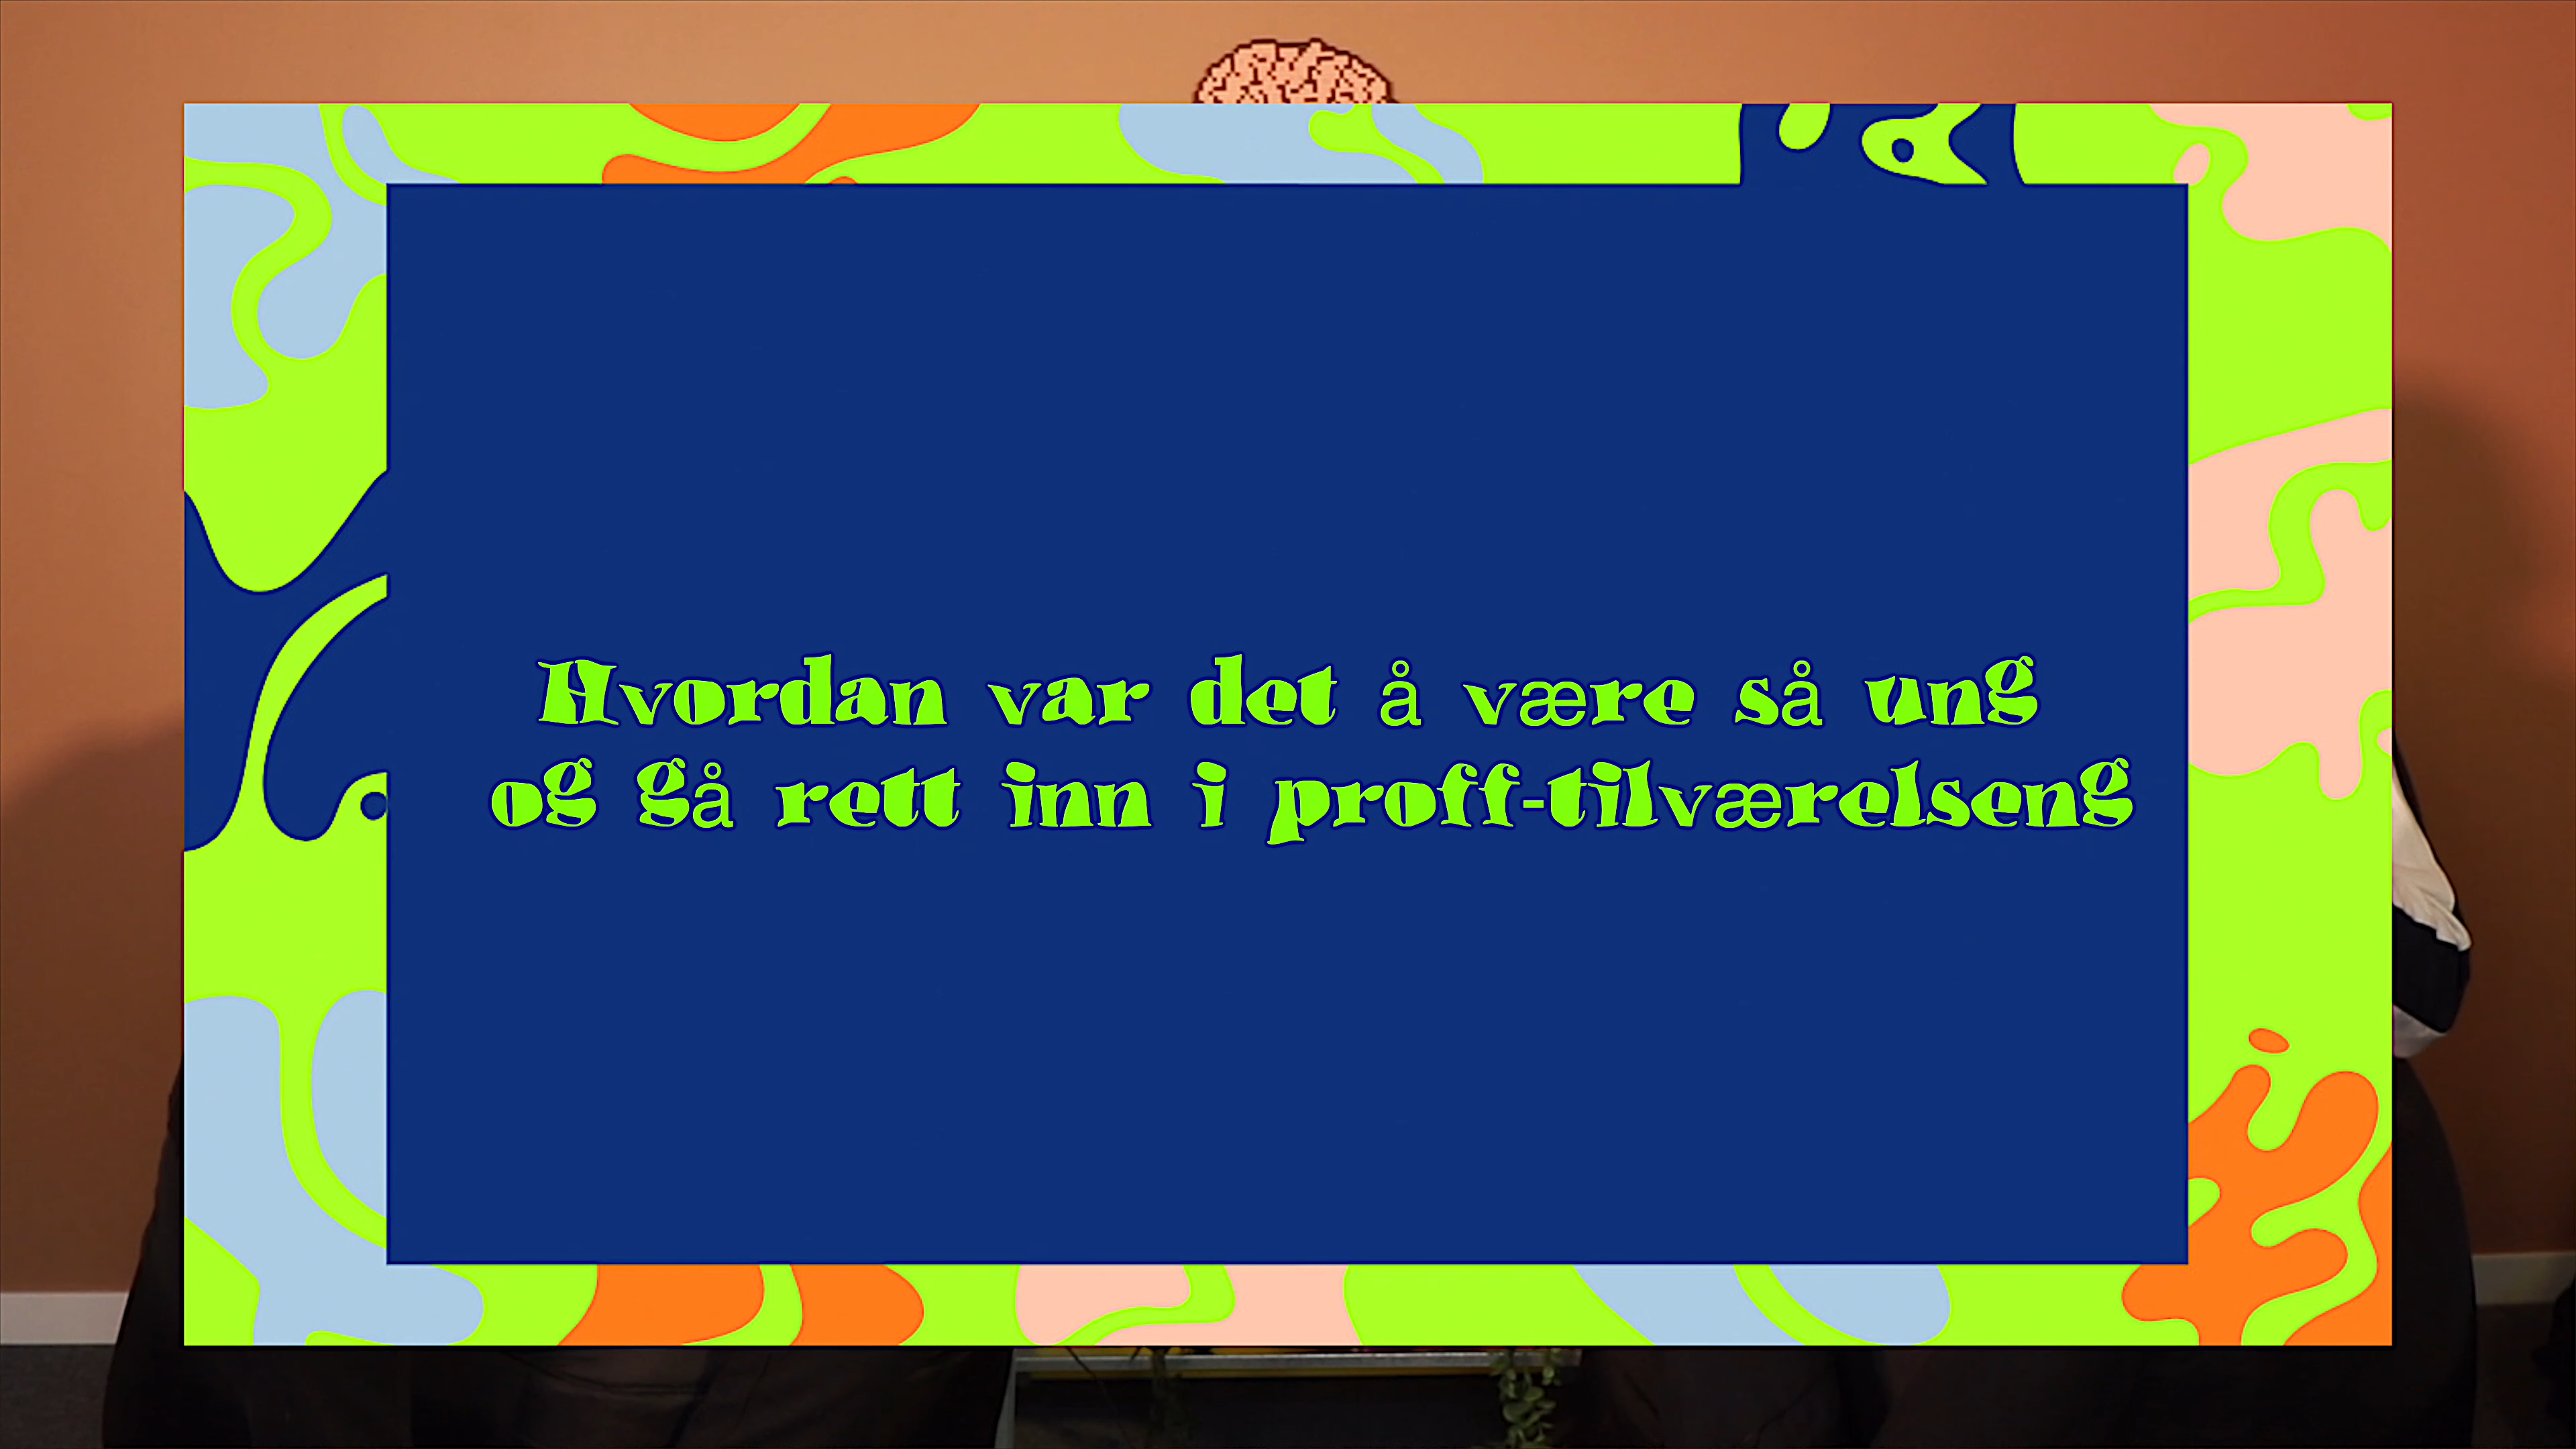 Hvordan var det å være så ung
og gå rett inn i proff-tilværelseng